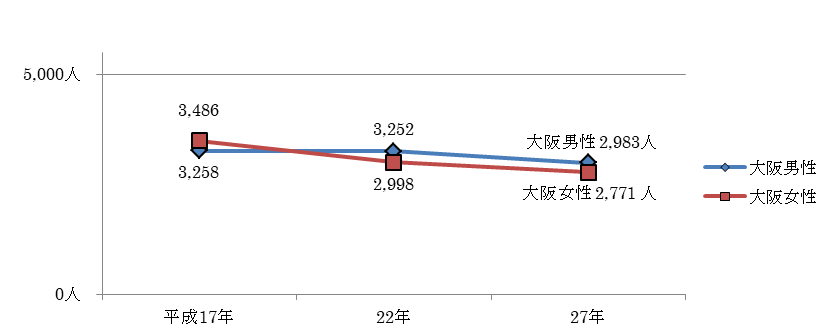 5,000人
3,486
3,252
大阪男性 2,983人
3,258
2,998
大阪女性 2,771 人
大阪男性
大阪女性
0人
平成17年
22年
27年